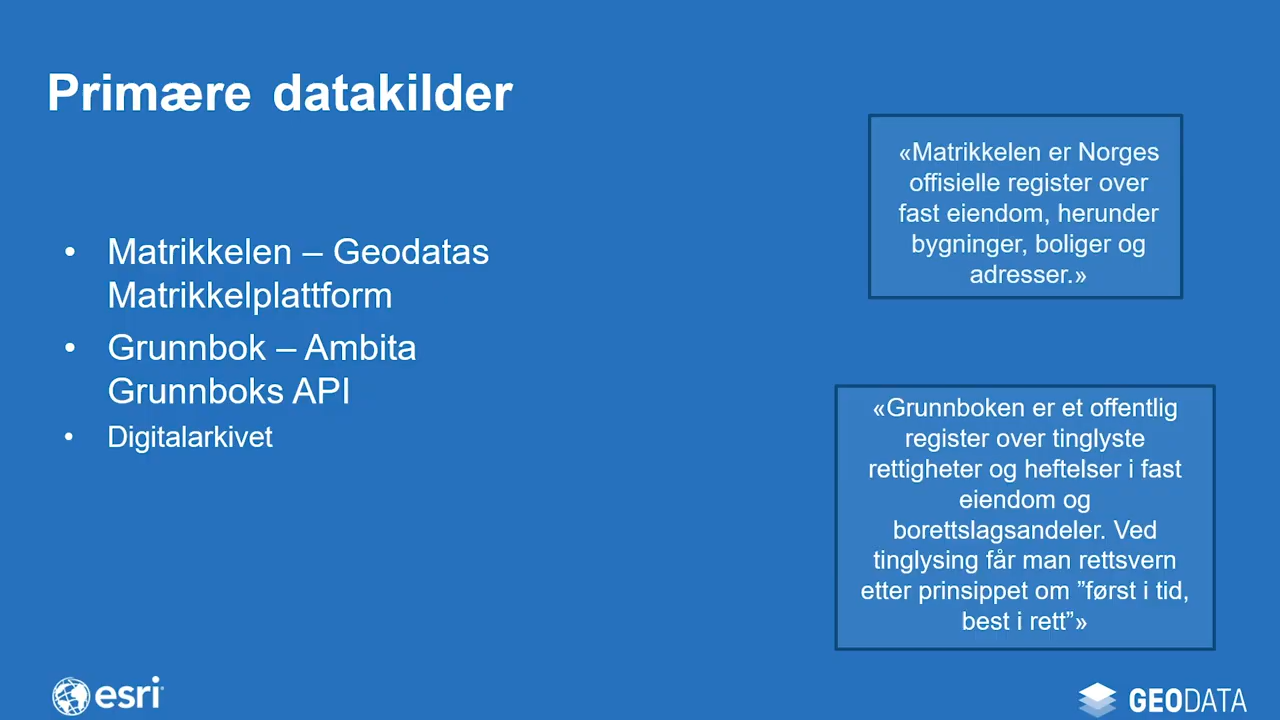 Primære datakilder
• Matrikkelen – Geodatas
Matrikkelplattform
• Grunnbok – Ambita
Grunnboks API
• Digitalarkivet
«Matrikkelen er Norges
offisielle register over
fast eiendom, herunder
bygninger, boliger og
adresser.»
«Grunnboken er et offentlig
register over tinglyste
rettigheter og heftelser i fast
eiendom og
borettslagsandeler. Ved
tinglysing får man rettsvern
etter prinsippet om ”først i tid,
best i rett”»
esri
GEODATA